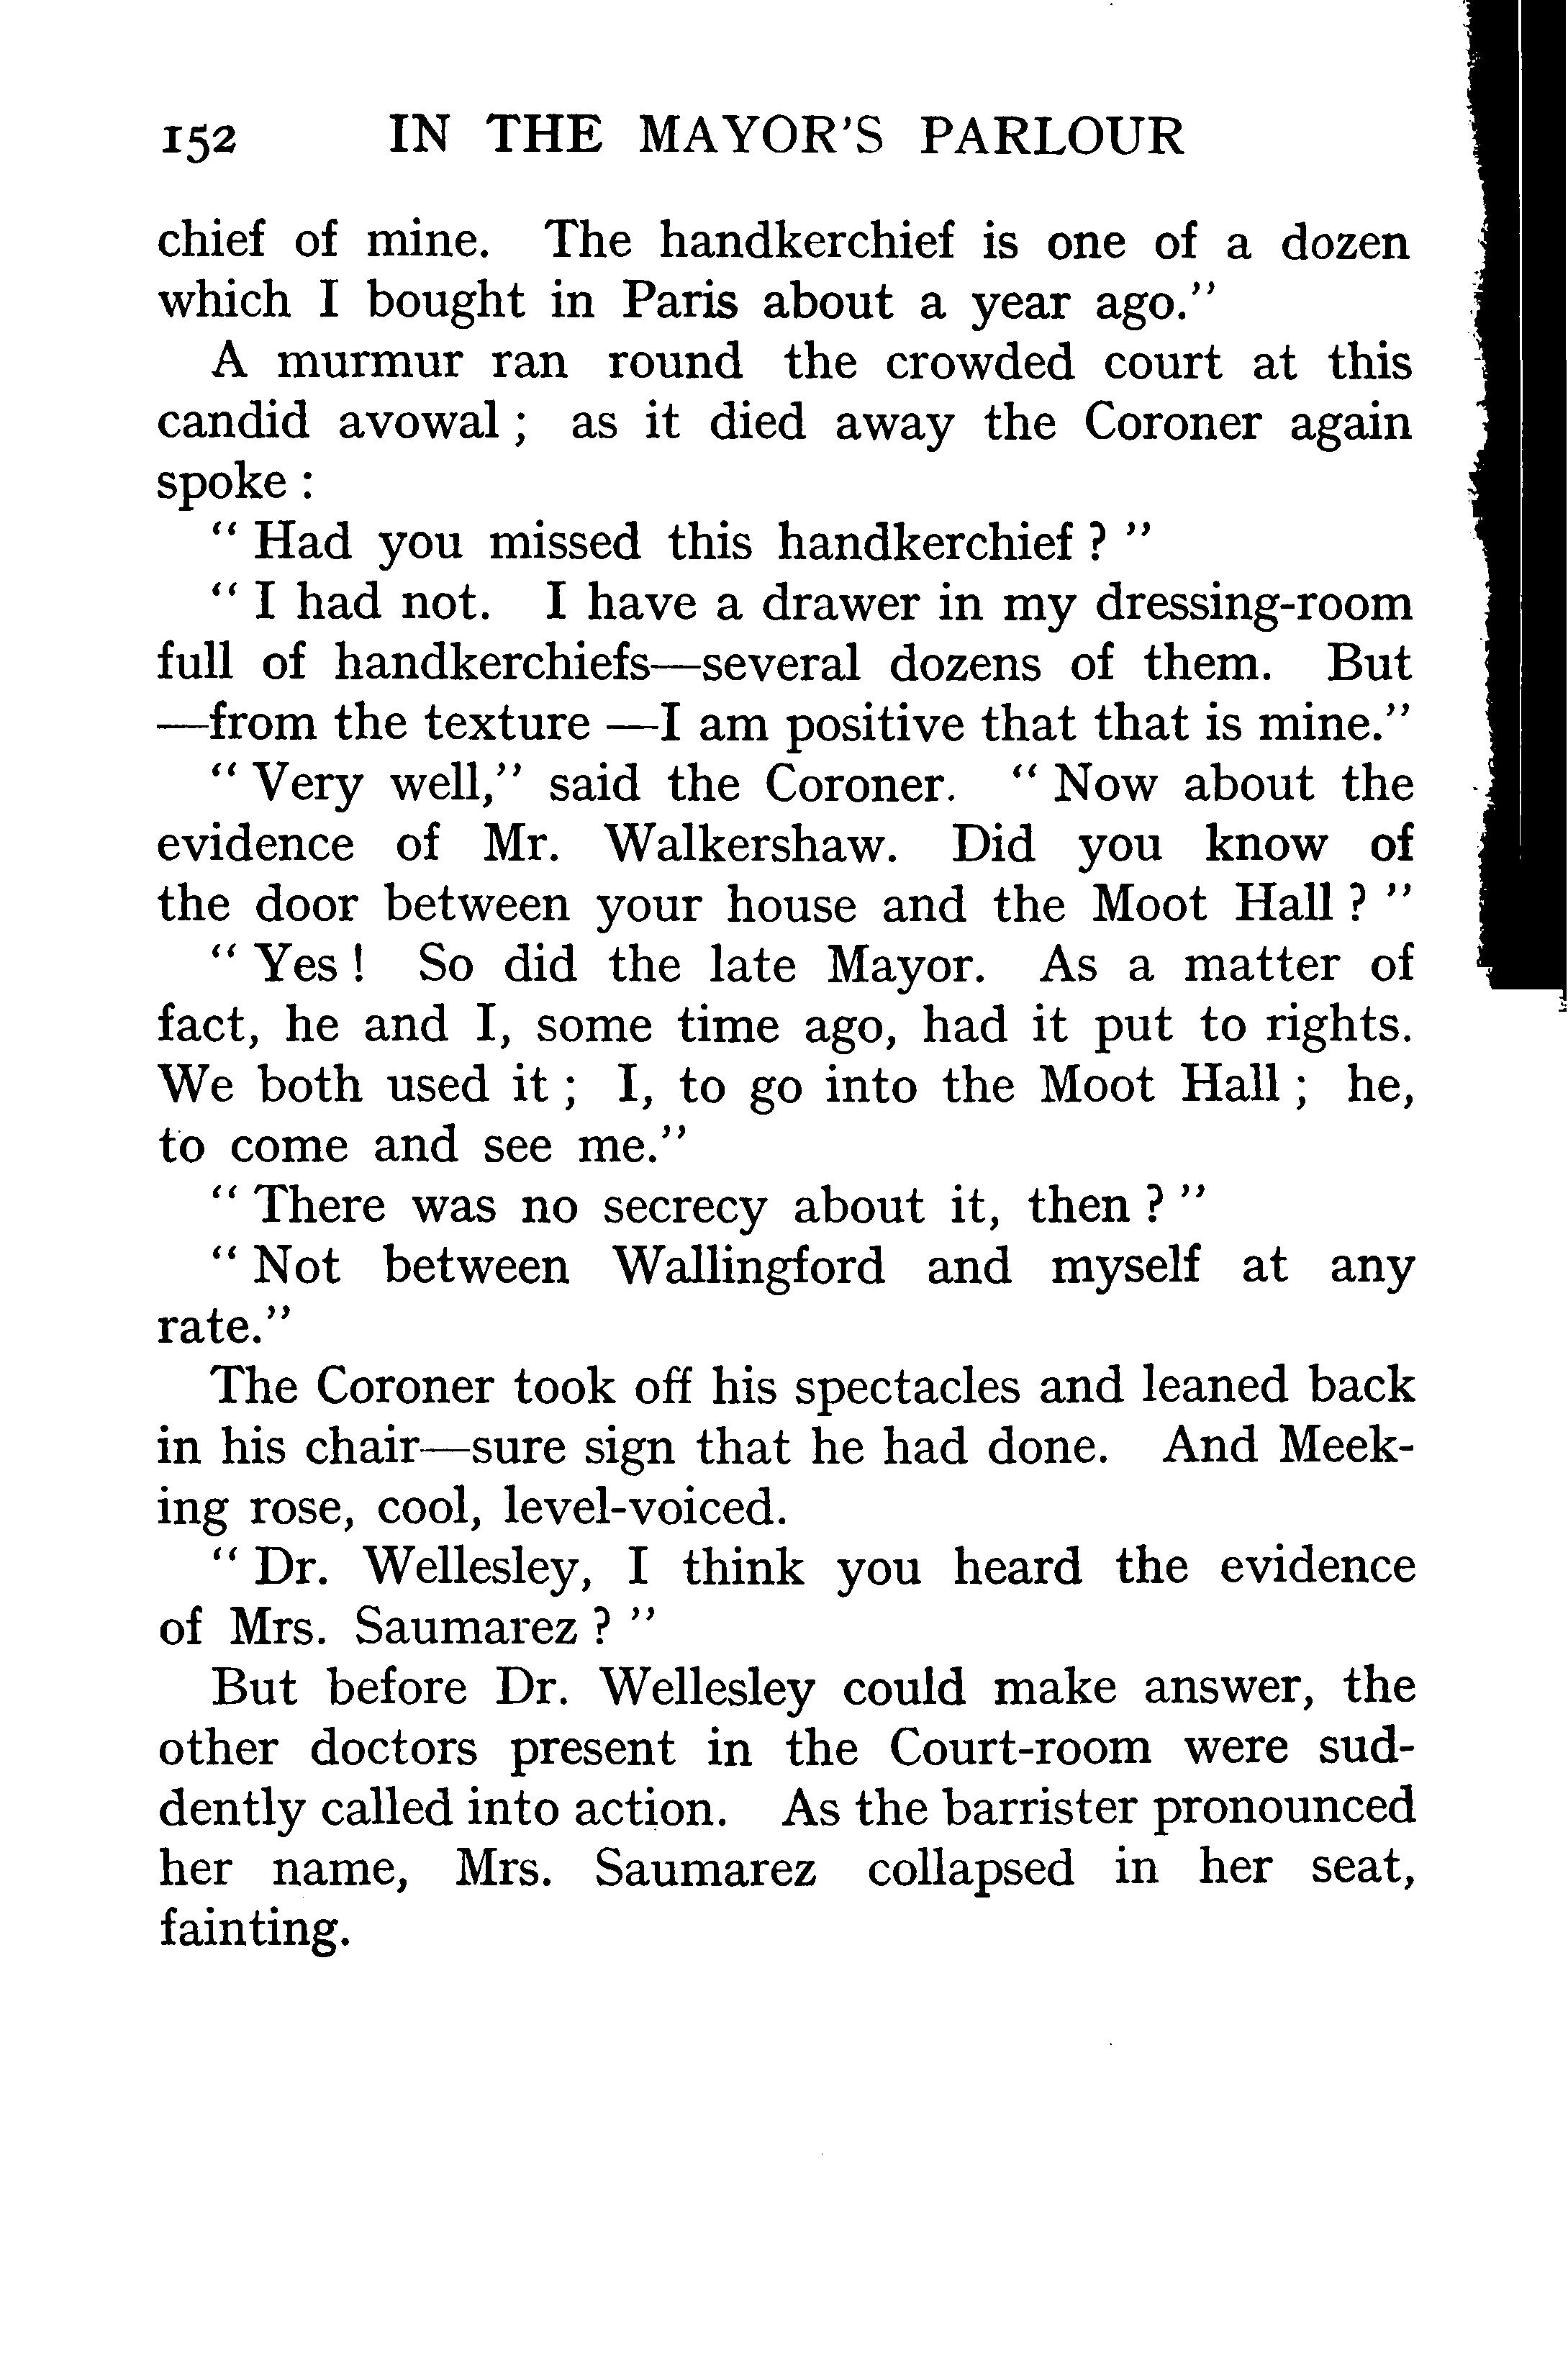 152 IN THE MAYOR'S PARLOUR
chief of mine. The handkerchief is one of a dozen
which I bought in Paris about a year ago.”
A murmur ran round the crowded court at this
candid avowal ; as it died away the Coroner again
spoke :
“ Had you missed this handkerchief ? ”
“ I had not. I have a drawer in my dressing-room
full of handkerchiefs—several dozens of them. But
—from the texture —I am positive that that is mine.”
“ Very well,” said the Coroner. “ Now about the
evidence of Mr. Walkershaw. Did you know of
the door between your house and the Moot Hall ? ”
“ Yes ! So did the late Mayor. As a matter of
fact, he and I, some time ago, had it put to rights.
We both used it ; I, to go into the Moot Hall ; he,
to come and see me.”
“ There was no secrecy about it, then ? ”
“ Not between Wallingford and myself at any
rate.”
The Coroner took off his spectacles and leaned back
in his chair—sure sign that he had done. And Meek-
ing rose, cool, level-voiced.
“ Dr. Wellesley, I think you heard the evidence
of Mrs. Saumarez ? ”
But before Dr. Wellesley could make answer, the
other doctors present in the Court-room were sud-
dently called into action. As the barrister pronounced
her name, Mrs. Saumarez collapsed in her seat,
fainting.